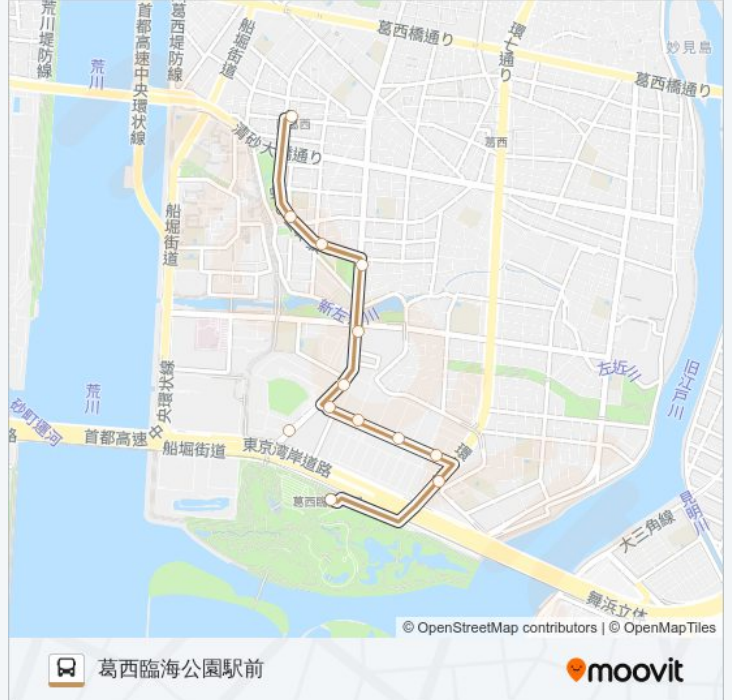 荒川堤防線
首都高速中央環状線
葛西堤防線
船堀街道
葛西橋通り
環七通り
妙見島
葛西橋通り
荒川
葛西
清砂大橋通り
葛西
船堀街道
新左近川
左近川
旧江戸川
荒川
砂町運河
中央環状線
首都高速
船堀街道
東京湾岸道路
環
葛西臨
見明川
大三角線
舞浜立体
© OpenStreetMap contributors | © OpenMapTiles
葛西臨海公園駅前
moovit